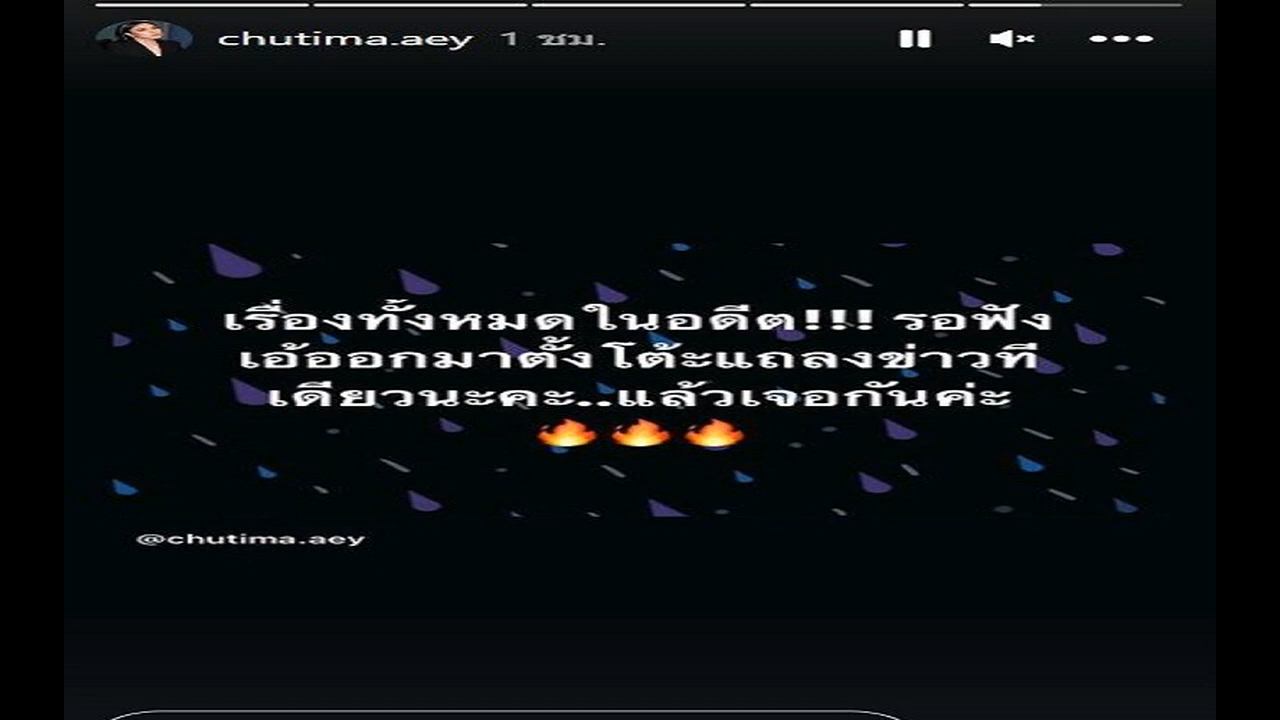 chutima.aey 1 ชม.
เรื่องทั้งหมดในอดีต!!! รอฟัง
เอ้ออกมาตั้งโต้ะแถลงข่าวที
เดียวนะคะ..แล้วเจอกันค่ะ
🔥🔥🔥
@chutima.aey